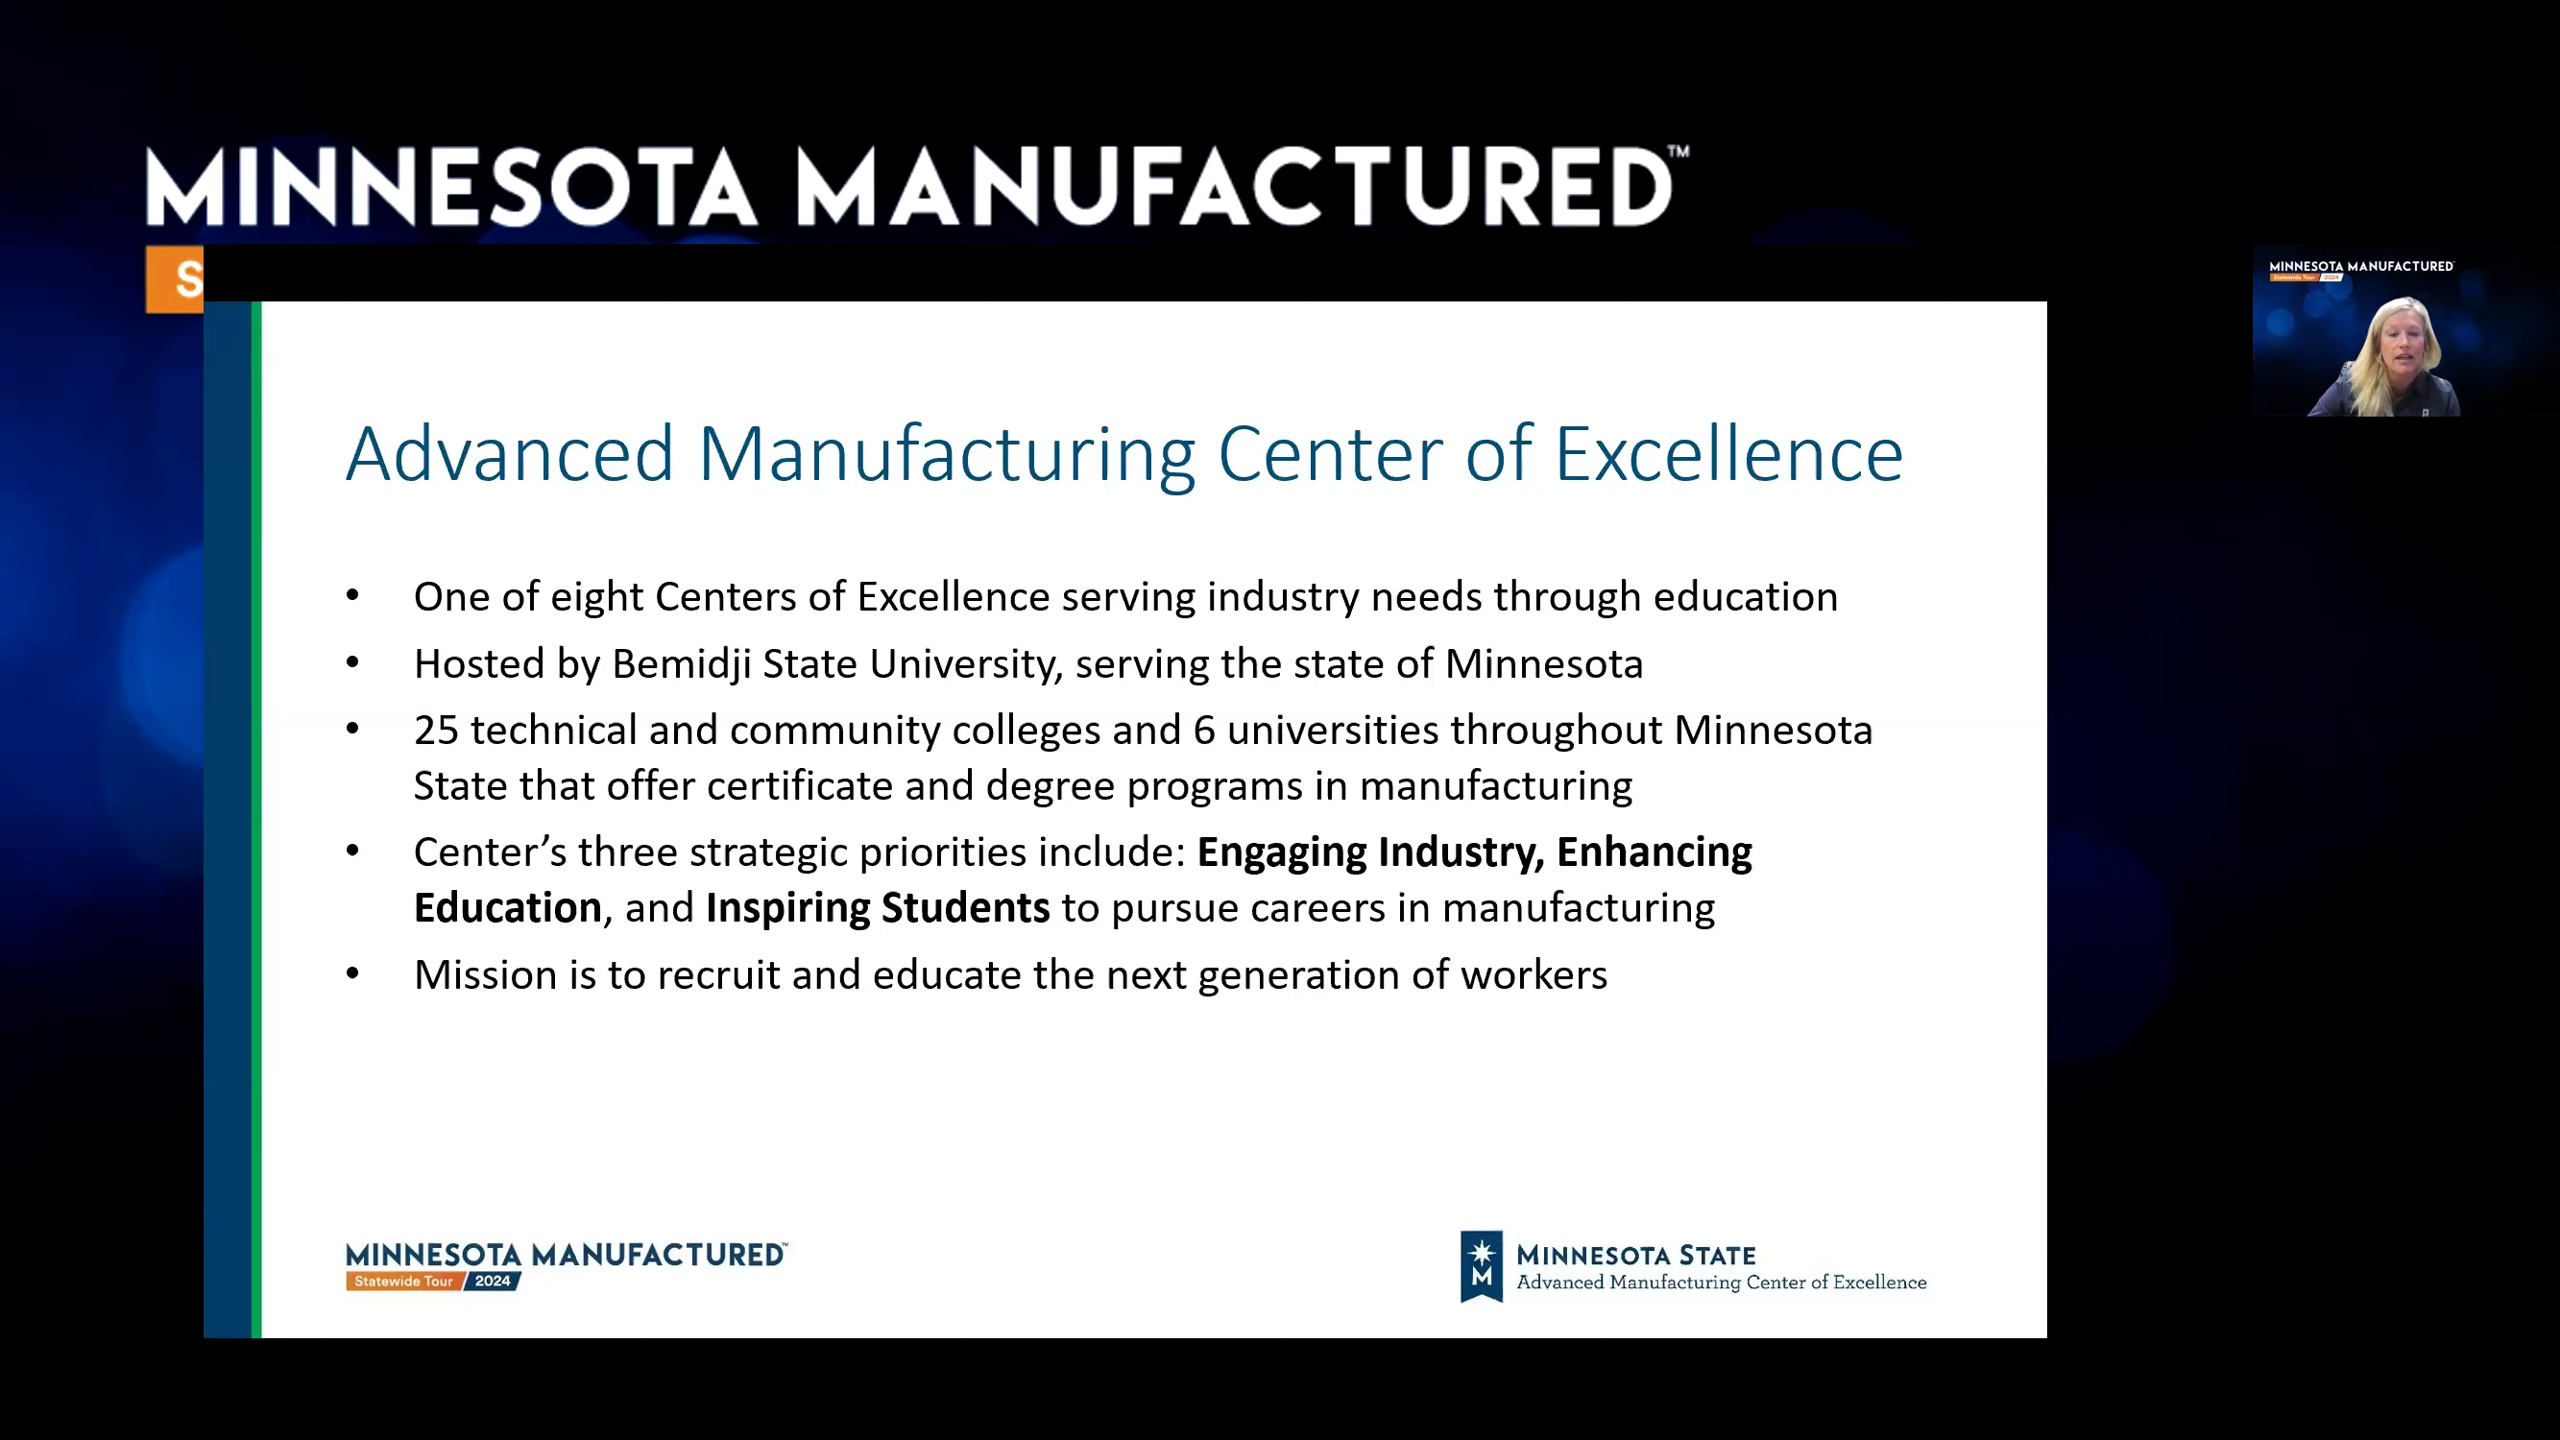 MINNESOTA MANUFACTURED™
S
MINNESOTA MANUFACTURED
Statewide Tour 2024
Advanced Manufacturing Center of Excellence
• One of eight Centers of Excellence serving industry needs through education
• Hosted by Bemidji State University, serving the state of Minnesota
• 25 technical and community colleges and 6 universities throughout Minnesota
State that offer certificate and degree programs in manufacturing
• Center’s three strategic priorities include: Engaging Industry, Enhancing
Education, and Inspiring Students to pursue careers in manufacturing
• Mission is to recruit and educate the next generation of workers
MINNESOTA MANUFACTURED™
Statewide Tour 2024
M
MINNESOTA STATE
Advanced Manufacturing Center of Excellence